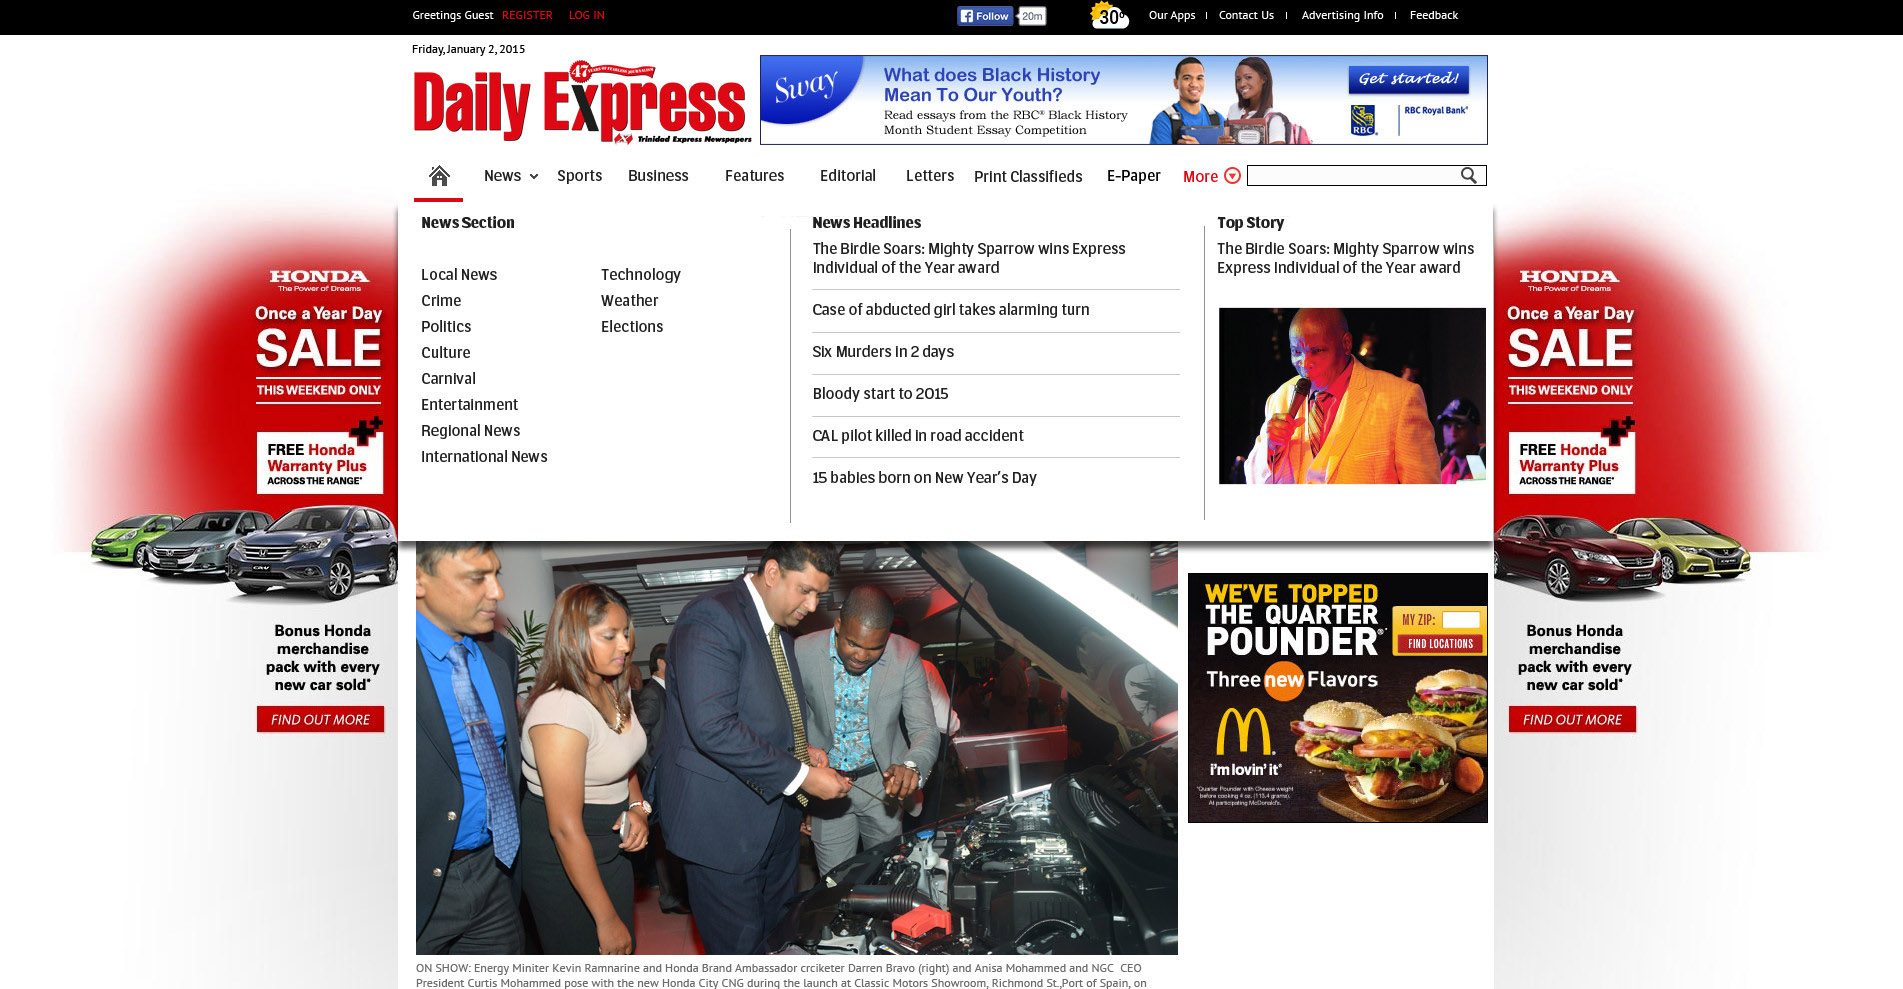 Greetings Guest REGISTER LOG IN
Follow 20m
30°
Our Apps | Contact Us | Advertising Info | Feedback
Friday, January 2, 2015
47 YEARS OF FEARLESS JOURNALISM
Daily Express
Trinidad Express Newspapers
Sway
What does Black History
Mean To Our Youth?
Read essays from the RBC® Black History
Month Student Essay Competition
Get started!
RBC
RBC Royal Bank®
News Sports Business Features Editorial Letters Print Classifieds E-Paper More
News Section
Local News
Crime
Politics
Culture
Carnival
Entertainment
Regional News
International News
Technology
Weather
Elections
News Headlines
The Birdie Soars: Mighty Sparrow wins Express
Individual of the Year award
Case of abducted girl takes alarming turn
Six Murders in 2 days
Bloody start to 2015
CAL pilot killed in road accident
15 babies born on New Year's Day
Top Story
The Birdie Soars: Mighty Sparrow wins
Express Individual of the Year award
HONDA
The Power of Dreams
Once a Year Day
SALE
THIS WEEKEND ONLY
FREE Honda
Warranty Plus
ACROSS THE RANGE*
CR-V
Bonus Honda
merchandise
pack with every
new car sold*
FIND OUT MORE
HONDA
The Power of Dreams
Once a Year Day
SALE
THIS WEEKEND ONLY
FREE Honda
Warranty Plus
ACROSS THE RANGE*
Bonus Honda
merchandise
pack with every
new car sold*
FIND OUT MORE
WE'VE TOPPED
THE QUARTER
POUNDER®*
MY ZIP:
FIND LOCATIONS
Three new Flavors
i'm lovin' it®
*Quarter Pounder with Cheese weight
before cooking 4 oz. (113.4 grams).
At participating McDonald's.
ON SHOW: Energy Miniter Kevin Ramnarine and Honda Brand Ambassador crciketer Darren Bravo (right) and Anisa Mohammed and NGC CEO
President Curtis Mohammed pose with the new Honda City CNG during the launch at Classic Motors Showroom, Richmond St.,Port of Spain, on